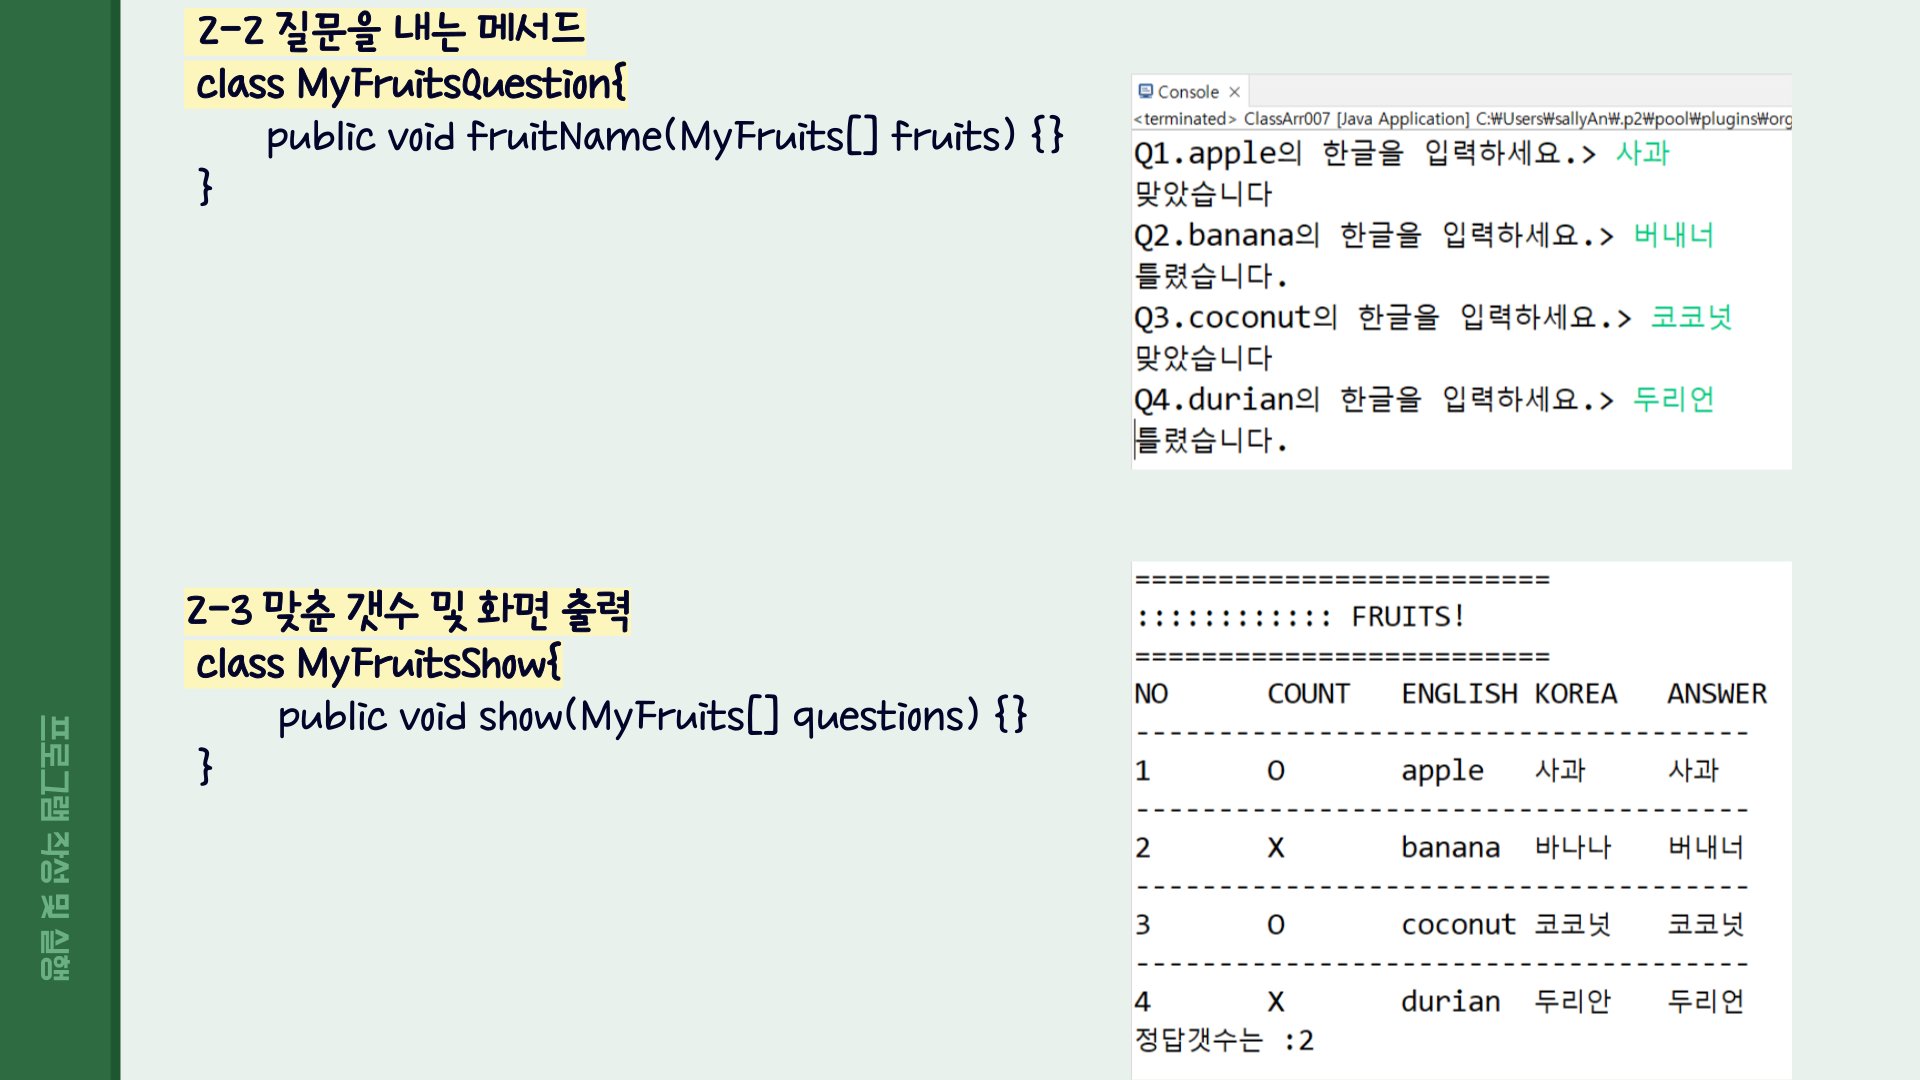 2-2 질문을 내는 메서드
class MyFruitsQuestion{
public void fruitName(MyFruits[] fruits) {}
}
Console
<terminated> ClassArr007 [Java Application] C:₩Users₩sallyAn₩.p2₩pool₩plugins₩org
Q1.apple의 한글을 입력하세요.> 사과
맞았습니다
Q2.banana의 한글을 입력하세요.> 버내너
틀렸습니다.
Q3.coconut의 한글을 입력하세요.> 코코넛
맞았습니다
Q4.durian의 한글을 입력하세요.> 두리언
틀렸습니다.
2-3 맞춘 갯수 및 화면 출력
class MyFruitsShow{
public void show(MyFruits[] questions) {}
}
=========================
:::::::::::: FRUITS!
=========================
NO COUNT ENGLISH KOREA ANSWER
-------------------------------------
1 O apple 사과 사과
-------------------------------------
2 X banana 바나나 버내너
-------------------------------------
3 O coconut 코코넛 코코넛
-------------------------------------
4 X durian 두리안 두리언
정답갯수는 :2
프로그램 작성 및 실행